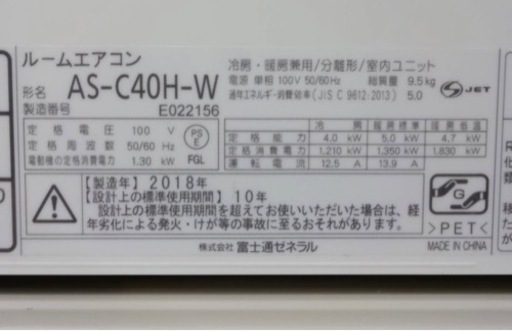 ルームエアコン
冷房・暖房兼用/分離形/室内ユニット
形名 AS-C40H-W
電源 単相 100V 50/60Hz 総質量 9.5kg
製造番号 E022156
通年エネルギー消費効率(JIS C 9612:2013) 5.0
JET
定格電圧 100 V
定格周波数 50/60 Hz
電動機の定格消費電力 1.30 kW
PS
E
FGL
冷房 暖房標準 暖房低温
定格能力 4.0 kW 5.0 kW 4.7 kW
定格消費電力 1.210 kW 1.350 kW 1.830 kW
運転電流 12.5 A 13.9 A
【製造年】2018年
【設計上の標準使用期間】10年
設計上の標準使用期間を超えてお使いいただいた場合は、経
年劣化による発火・けが等の事故に至るおそれがあります。
G
>PET<
株式会社 富士通ゼネラル
MADE IN CHINA